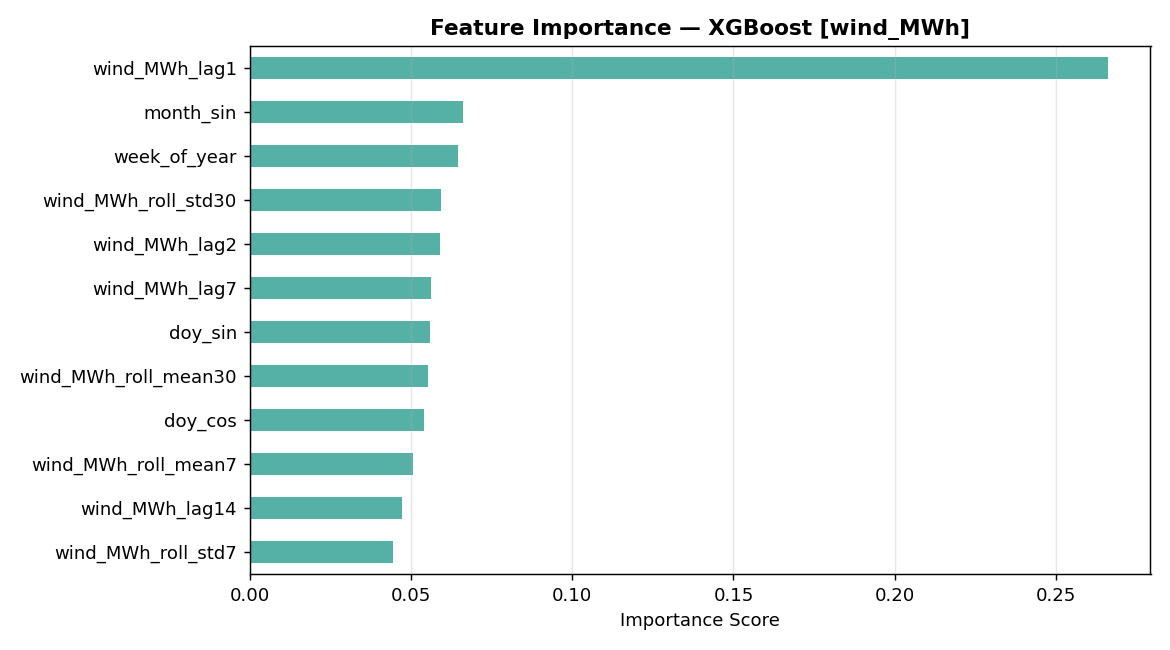 Feature Importance — XGBoost [wind_MWh]
wind_MWh_lag1
month_sin
week_of_year
wind_MWh_roll_std30
wind_MWh_lag2
wind_MWh_lag7
doy_sin
wind_MWh_roll_mean30
doy_cos
wind_MWh_roll_mean7
wind_MWh_lag14
wind_MWh_roll_std7
0.00 0.05 0.10 0.15 0.20 0.25
Importance Score